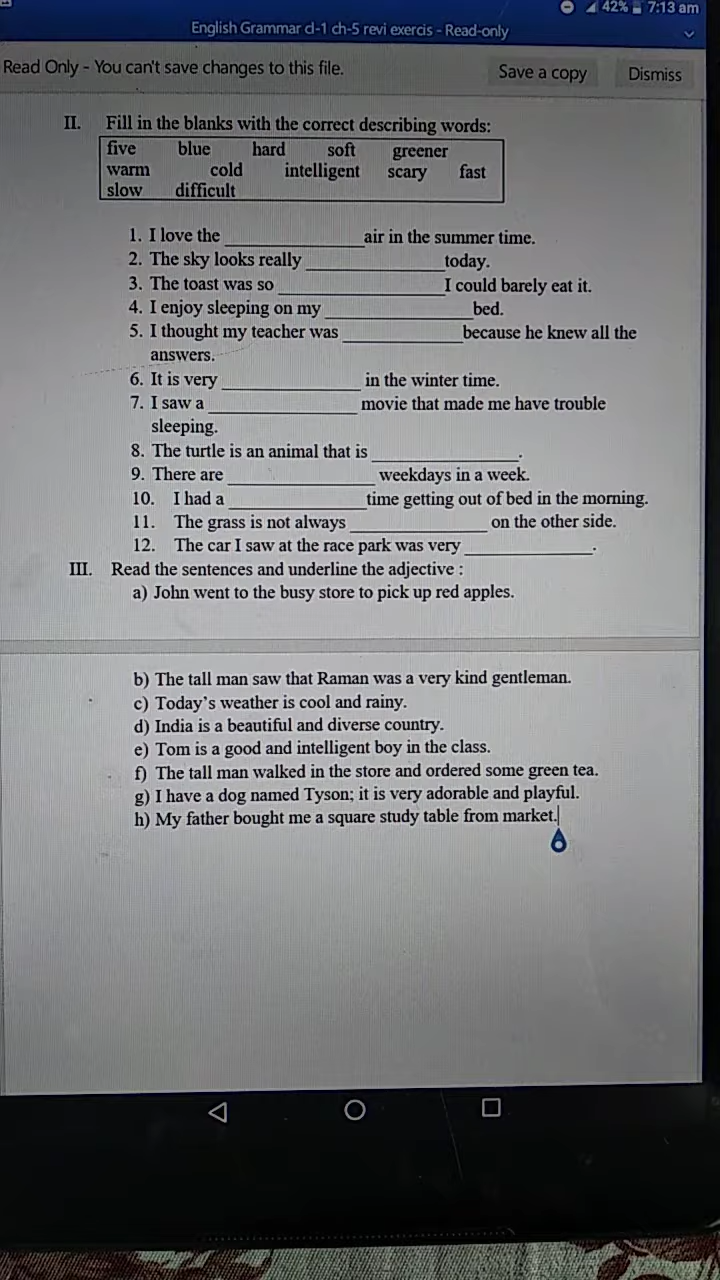 42% 7:13 am
English Grammar cl-1 ch-5 revi exercis - Read-only
Read Only - You can't save changes to this file. Save a copy Dismiss
II. Fill in the blanks with the correct describing words:
five blue hard soft greener
warm cold intelligent scary fast
slow difficult
1. I love the ____________ air in the summer time.
2. The sky looks really ____________ today.
3. The toast was so ____________ I could barely eat it.
4. I enjoy sleeping on my ____________ bed.
5. I thought my teacher was ____________ because he knew all the
answers.
6. It is very ____________ in the winter time.
7. I saw a ____________ movie that made me have trouble
sleeping.
8. The turtle is an animal that is ____________.
9. There are ____________ weekdays in a week.
10. I had a ____________ time getting out of bed in the morning.
11. The grass is not always ____________ on the other side.
12. The car I saw at the race park was very ____________.
III. Read the sentences and underline the adjective :
a) John went to the busy store to pick up red apples.
b) The tall man saw that Raman was a very kind gentleman.
c) Today's weather is cool and rainy.
d) India is a beautiful and diverse country.
e) Tom is a good and intelligent boy in the class.
f) The tall man walked in the store and ordered some green tea.
g) I have a dog named Tyson; it is very adorable and playful.
h) My father bought me a square study table from market.